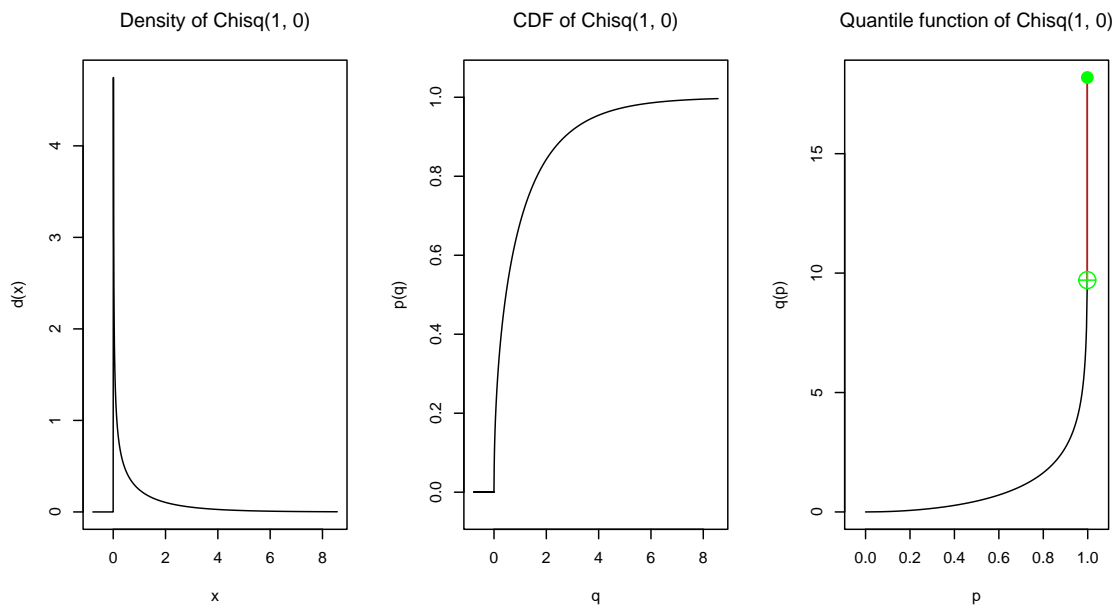 Density of Chisq(1, 0)
d(x)
0
1
2
3
4
0 2 4 6 8
x
CDF of Chisq(1, 0)
p(q)
0.0
0.2
0.4
0.6
0.8
1.0
0 2 4 6 8
q
Quantile function of Chisq(1, 0)
q(p)
0
5
10
15
0.0 0.2 0.4 0.6 0.8 1.0
p